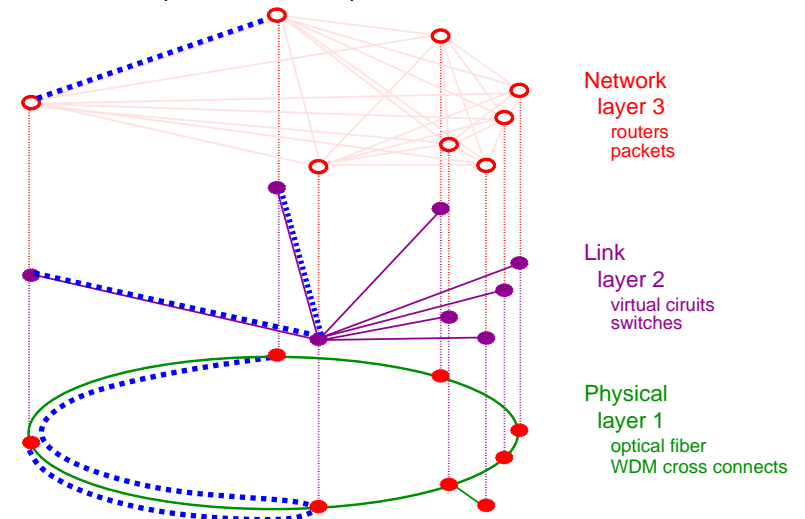 Network
layer 3
routers
packets
Link
layer 2
virtual ciruits
switches
Physical
layer 1
optical fiber
WDM cross connects